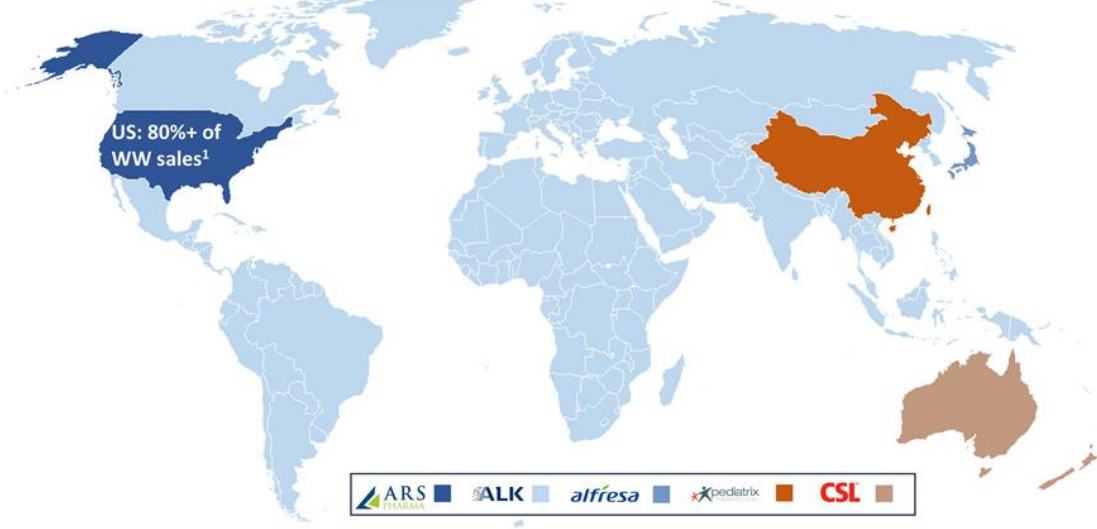 US: 80%+ of
WW sales¹
ARS
PHARMA
ALK
alfresa
pediatrix
CSL